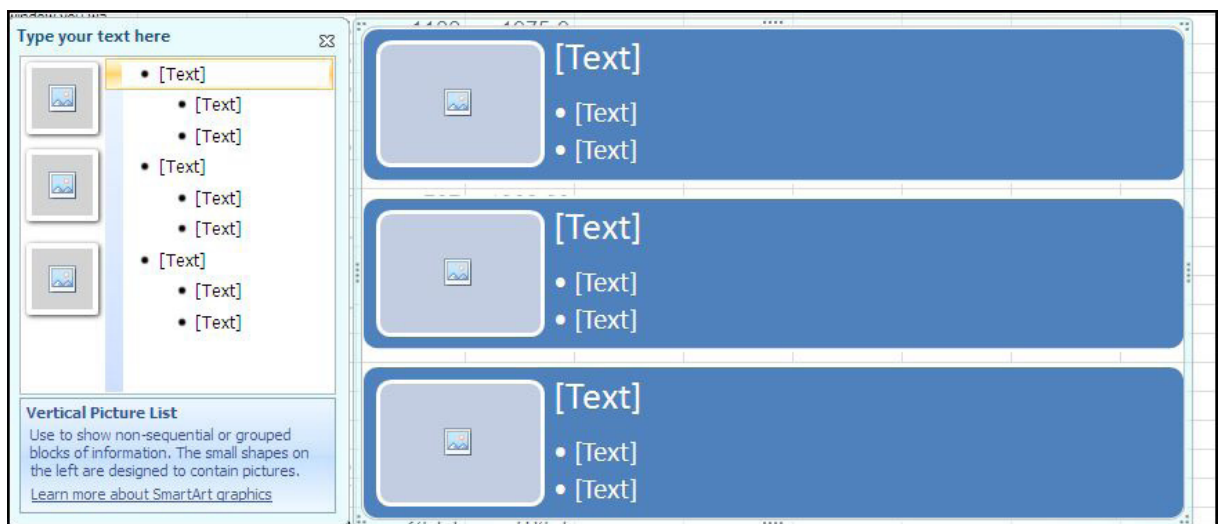 Type your text here
[Text]
[Text]
[Text]
[Text]
[Text]
[Text]
[Text]
[Text]
[Text]
Vertical Picture List
Use to show non-sequential or grouped
blocks of information. The small shapes on
the left are designed to contain pictures.
Learn more about SmartArt graphics
[Text]
[Text]
[Text]
[Text]
[Text]
[Text]
[Text]
[Text]
[Text]